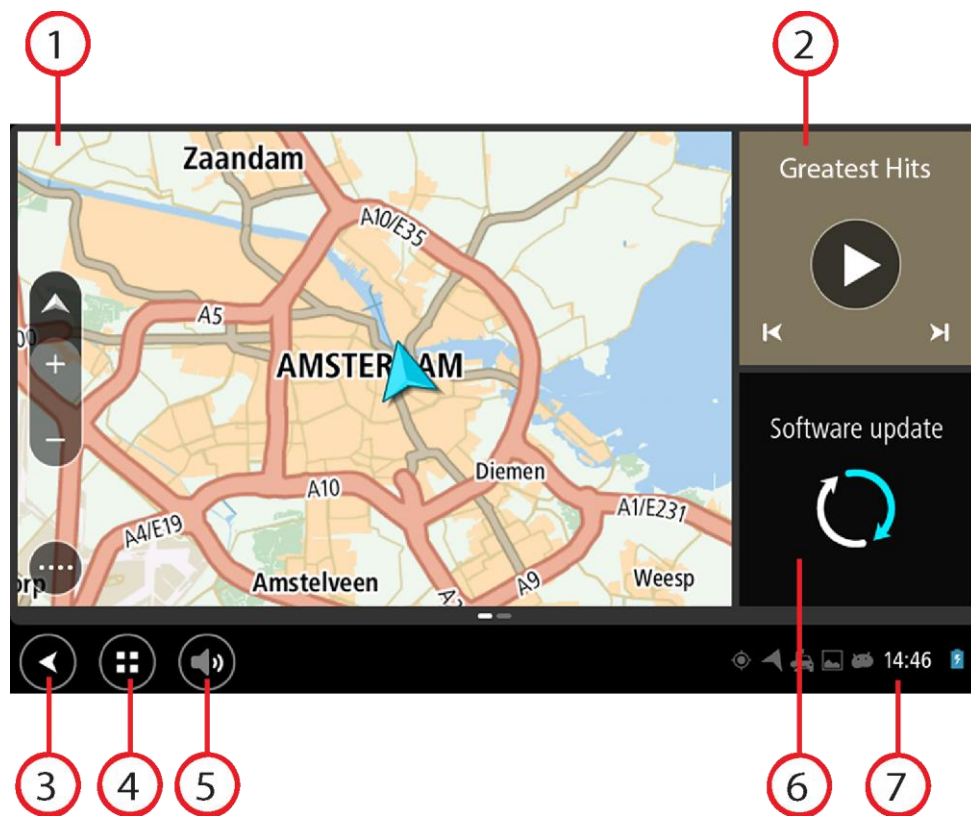 1
2
Zaandam
Greatest Hits
A10/E35
A5
AMSTERDAM
Software update
Diemen
A10
A1/E231
A4/E19
Amstelveen
A9
Weesp
14:46
3
4
5
6
7